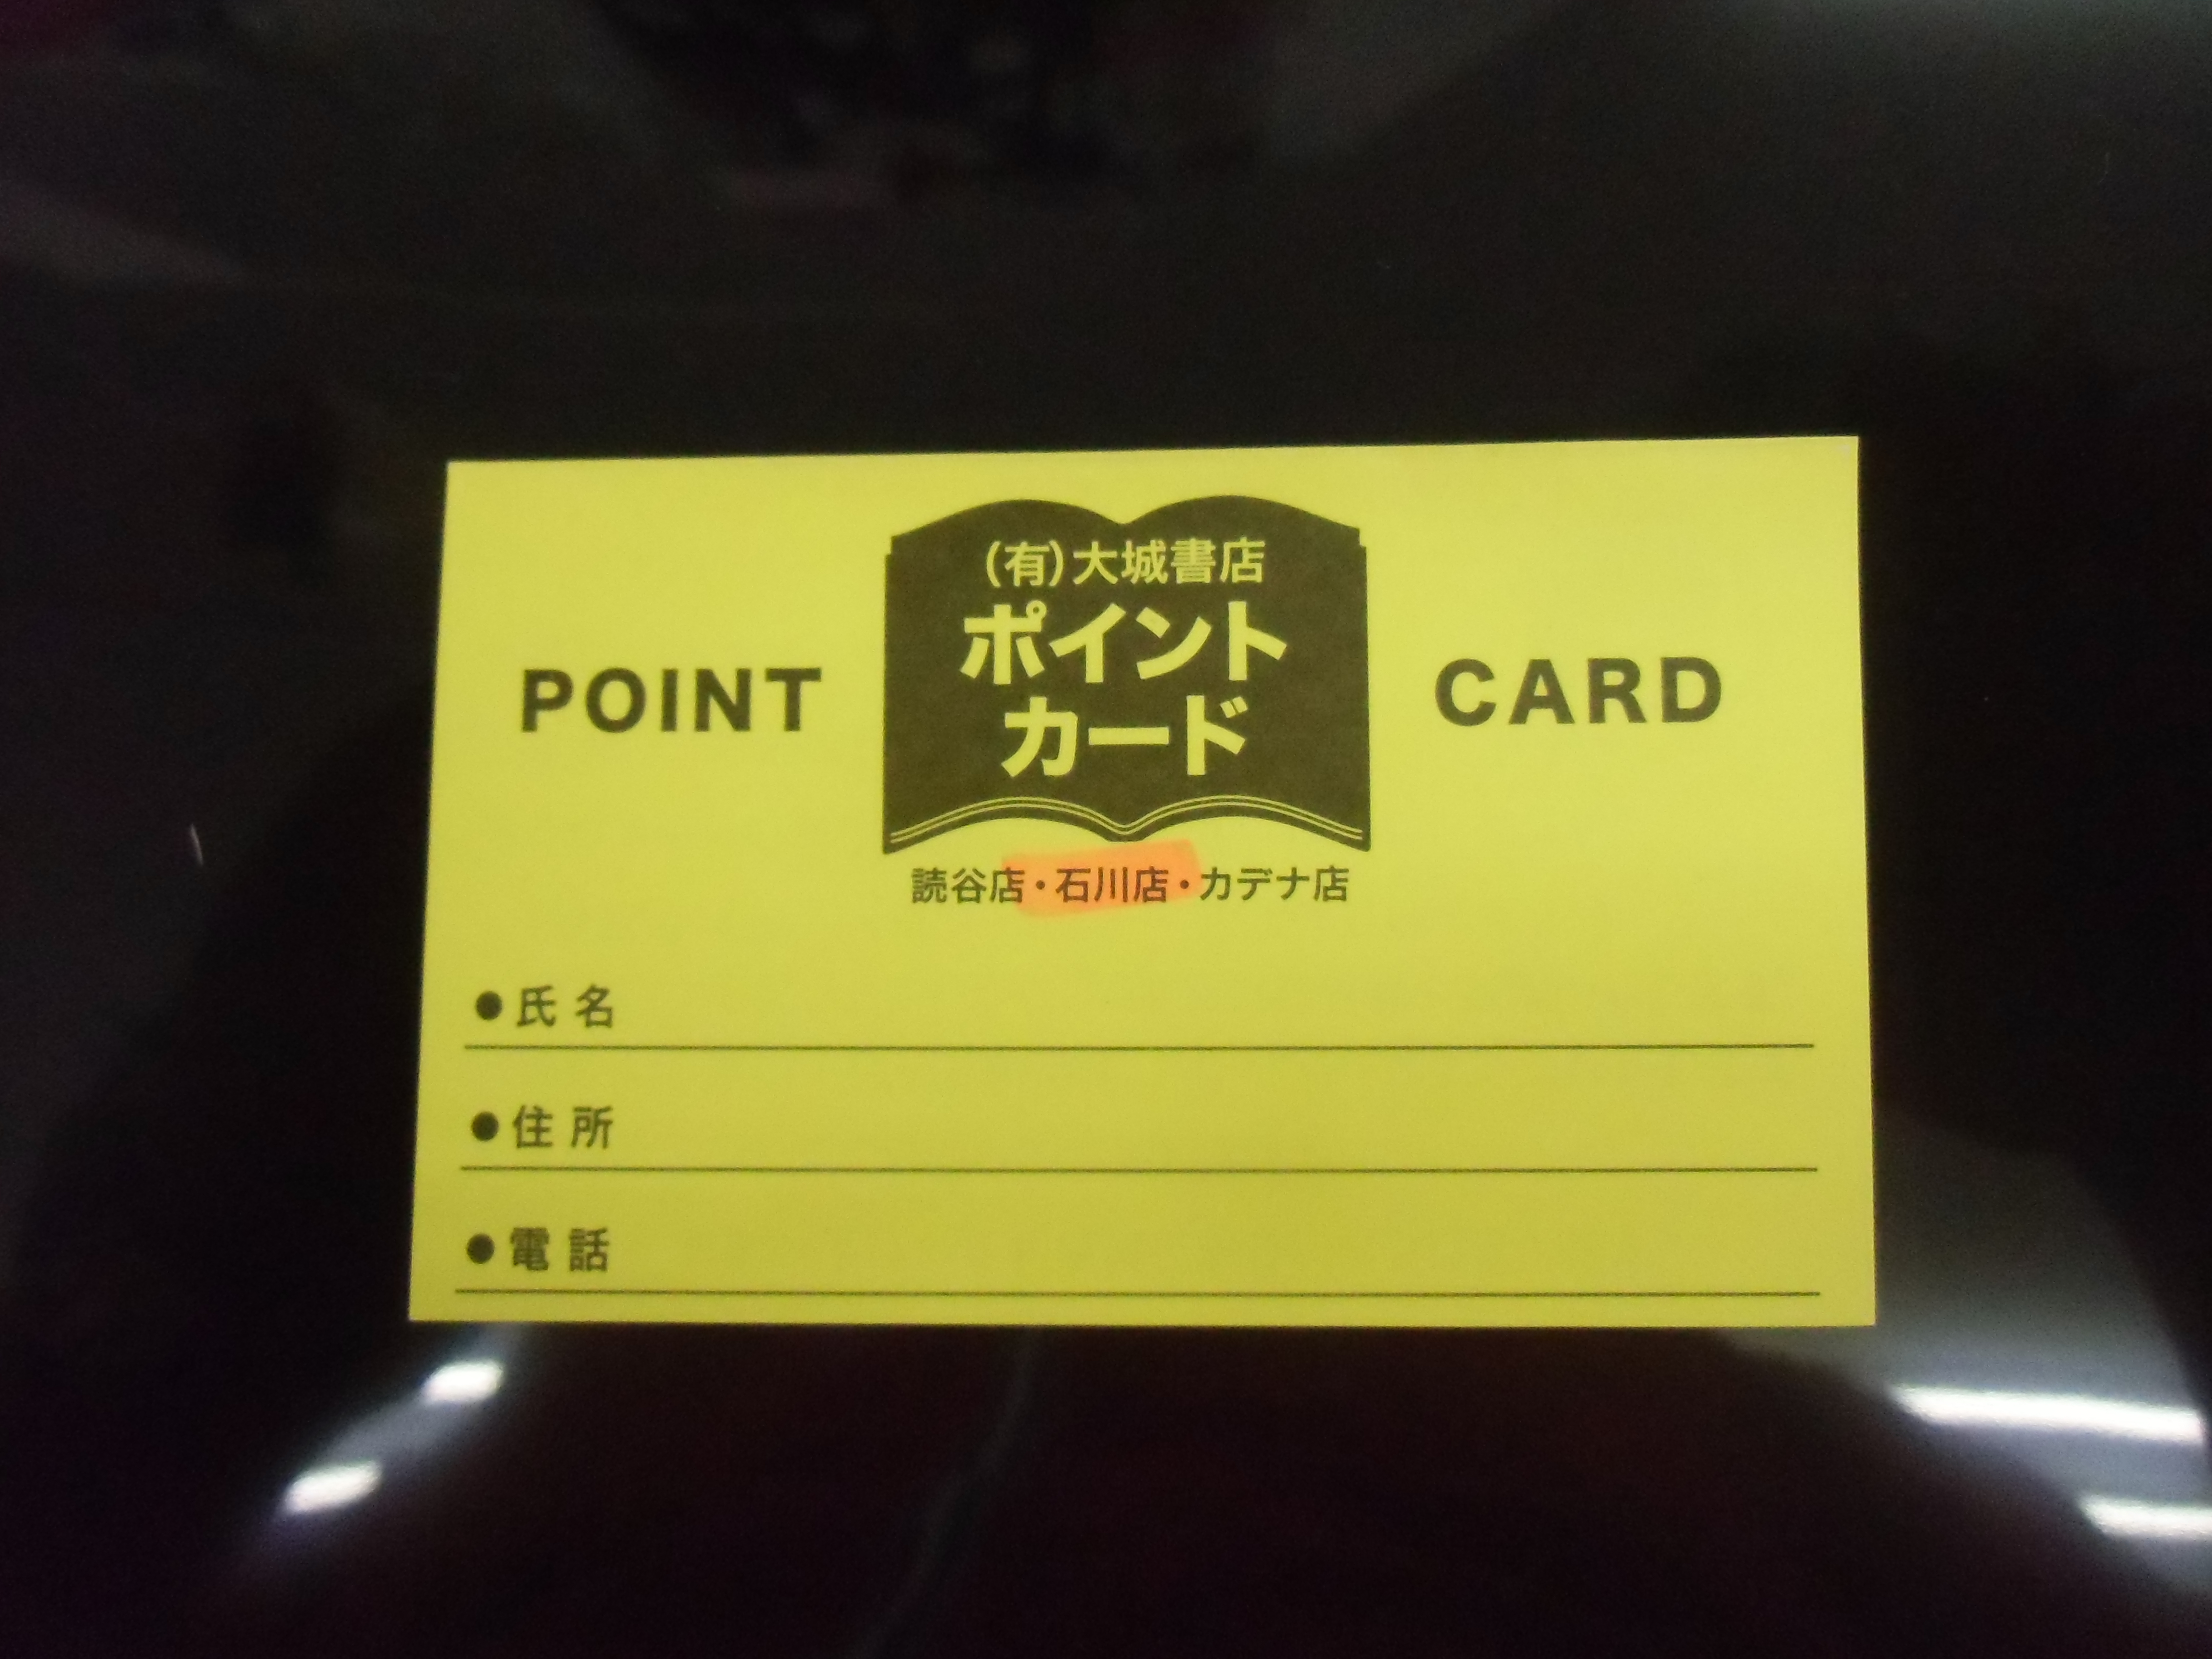 (有)大城書店
ポイント
カード
POINT
CARD
読谷店・石川店・カデナ店
●氏名
●住所
●電話